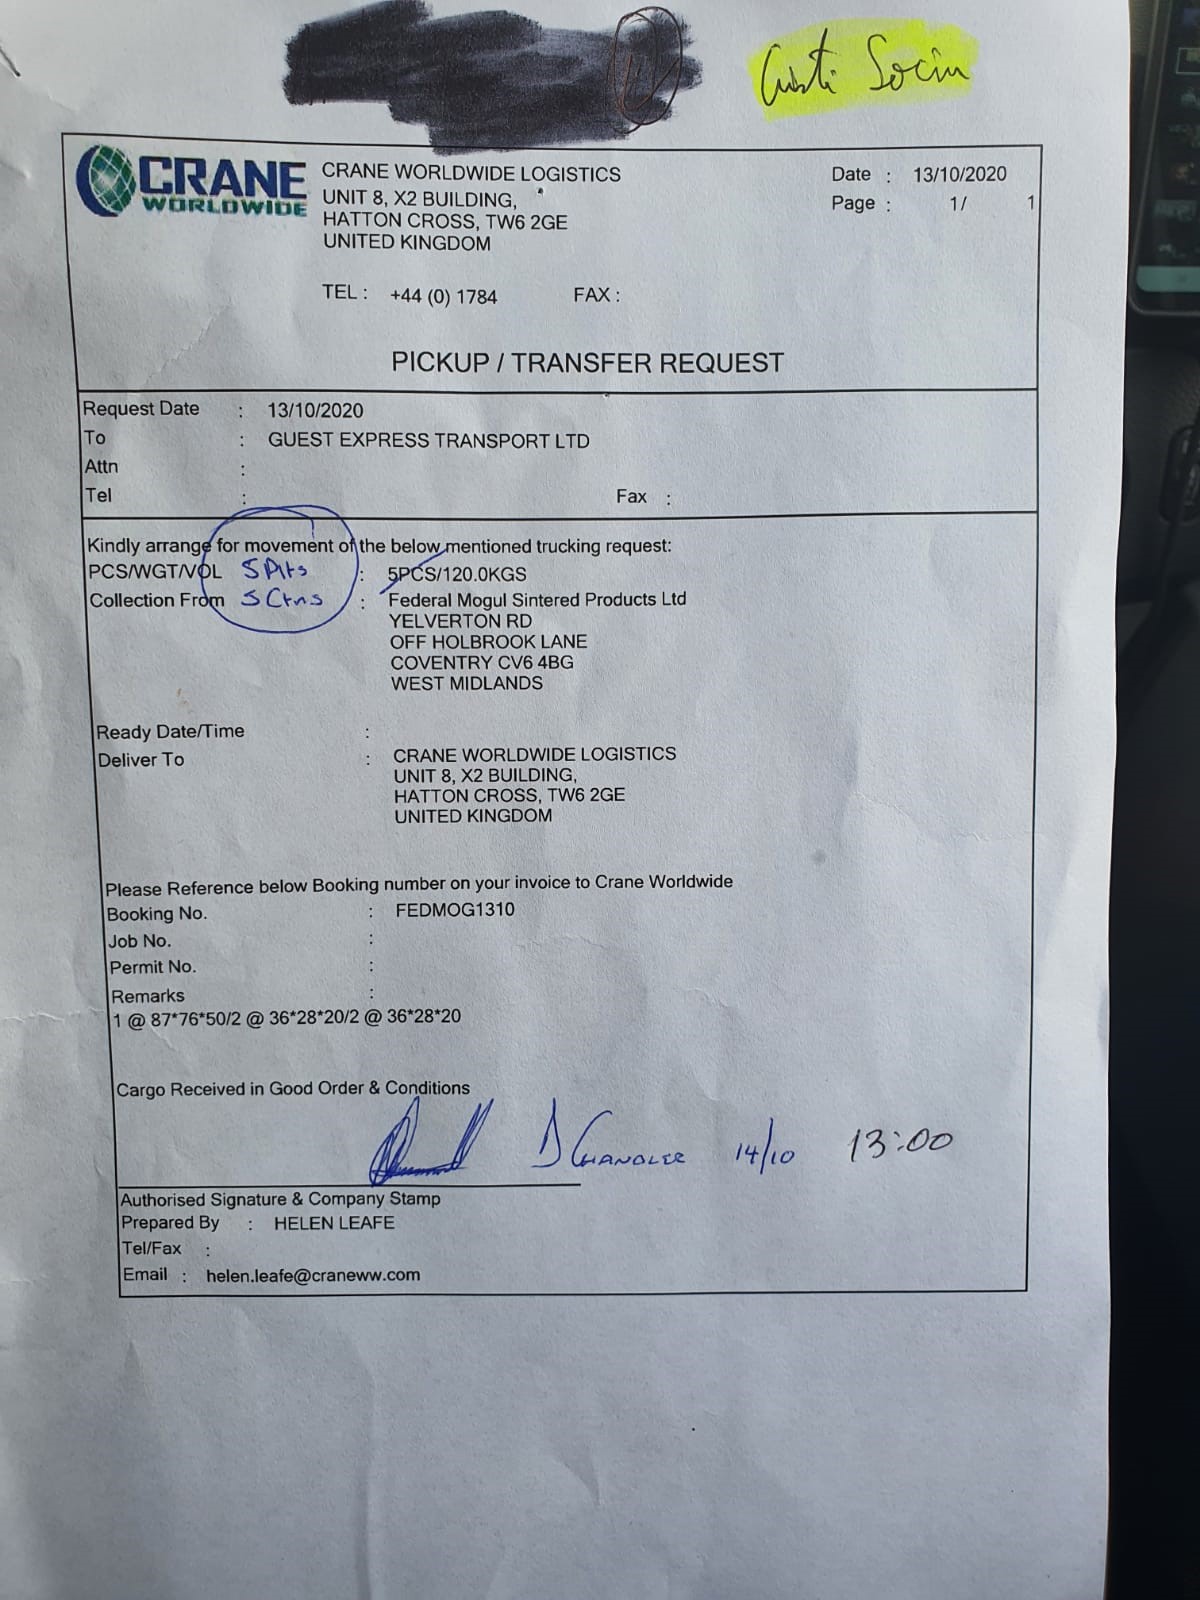 CRANE
WORLDWIDE
CRANE WORLDWIDE LOGISTICS
UNIT 8, X2 BUILDING,
HATTON CROSS, TW6 2GE
UNITED KINGDOM
Date : 13/10/2020
Page : 1/ 1
TEL : +44 (0) 1784 FAX :
PICKUP / TRANSFER REQUEST
Request Date : 13/10/2020
To : GUEST EXPRESS TRANSPORT LTD
Attn :
Tel : Fax :
Kindly arrange for movement of the below mentioned trucking request:
PCS/WGT/VOL 5 Plts : 5PCS/120.0KGS
Collection From 5 Ctns : Federal Mogul Sintered Products Ltd
YELVERTON RD
OFF HOLBROOK LANE
COVENTRY CV6 4BG
WEST MIDLANDS
Ready Date/Time :
Deliver To : CRANE WORLDWIDE LOGISTICS
UNIT 8, X2 BUILDING,
HATTON CROSS, TW6 2GE
UNITED KINGDOM
Please Reference below Booking number on your invoice to Crane Worldwide
Booking No. : FEDMOG1310
Job No. :
Permit No. :
Remarks :
1 @ 87*76*50/2 @ 36*28*20/2 @ 36*28*20
Cargo Received in Good Order & Conditions
D CHANDLER 14/10 13:00
Authorised Signature & Company Stamp
Prepared By : HELEN LEAFE
Tel/Fax :
Email : helen.leafe@craneww.com